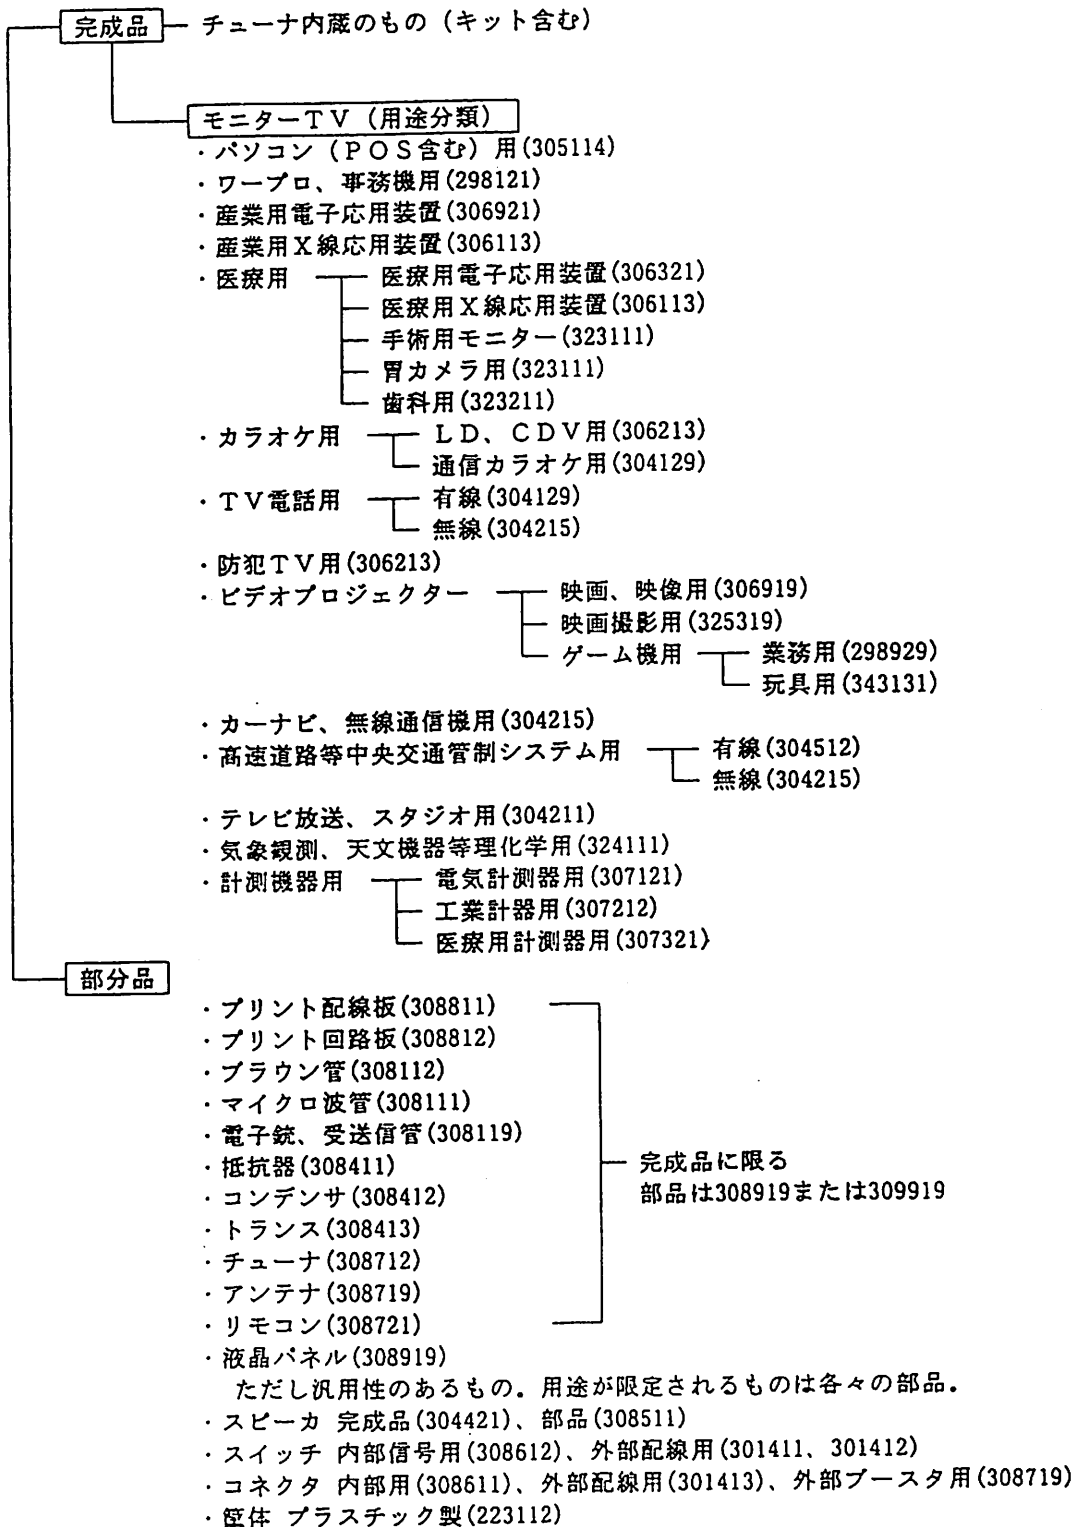 完成品 チューナ内蔵のもの（キット含む）
モニターＴＶ（用途分類）
・パソコン（ＰＯＳ含む）用(305114)
・ワープロ、事務機用(298121)
・産業用電子応用装置(306921)
・産業用Ｘ線応用装置(306113)
・医療用 医療用電子応用装置(306321)
医療用Ｘ線応用装置(306113)
手術用モニター(323111)
胃カメラ用(323111)
歯科用(323211)
・カラオケ用 ＬＤ、ＣＤＶ用(306213)
通信カラオケ用(304129)
・ＴＶ電話用 有線(304129)
無線(304215)
・防犯ＴＶ用(306213)
・ビデオプロジェクター 映画、映像用(306919)
映画撮影用(325319)
ゲーム機用 業務用(298929)
玩具用(343131)
・カーナビ、無線通信機用(304215)
・高速道路等中央交通管制システム用 有線(304512)
無線(304215)
・テレビ放送、スタジオ用(304211)
・気象観測、天文機器等理化学用(324111)
・計測機器用 電気計測器用(307121)
工業計器用(307212)
医療用計測器用(307321)
部分品
・プリント配線板(308811)
・プリント回路板(308812)
・ブラウン管(308112)
・マイクロ波管(308111)
・電子銃、受送信管(308119)
・抵抗器(308411)
・コンデンサ(308412)
・トランス(308413)
・チューナ(308712)
・アンテナ(308719)
・リモコン(308721)
完成品に限る
部品は308919または309919
・液晶パネル(308919)
ただし汎用性のあるもの。用途が限定されるものは各々の部品。
・スピーカ 完成品(304421)、部品(308511)
・スイッチ 内部信号用(308612)、外部配線用(301411、301412)
・コネクタ 内部用(308611)、外部配線用(301413)、外部ブースタ用(308719)
・筐体 プラスチック製(223112)